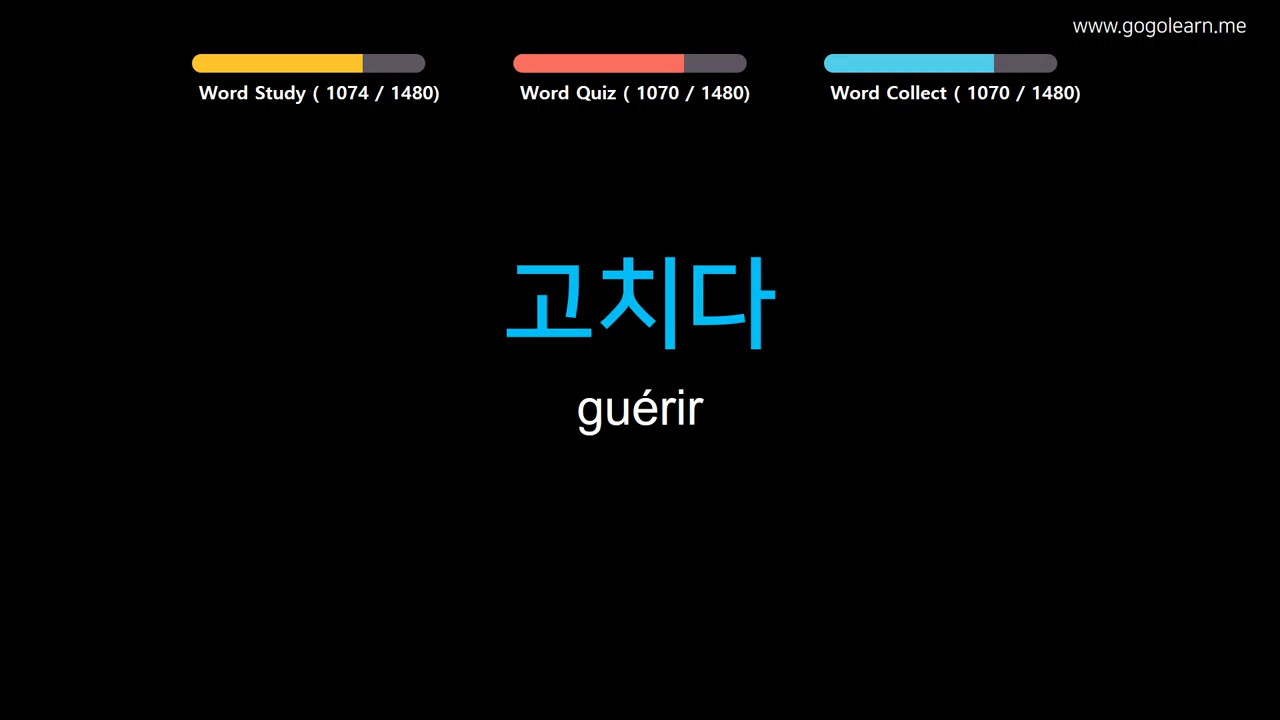 www.gogolearn.me
Word Study ( 1074 / 1480)
Word Quiz ( 1070 / 1480)
Word Collect ( 1070 / 1480)
고치다
guérir